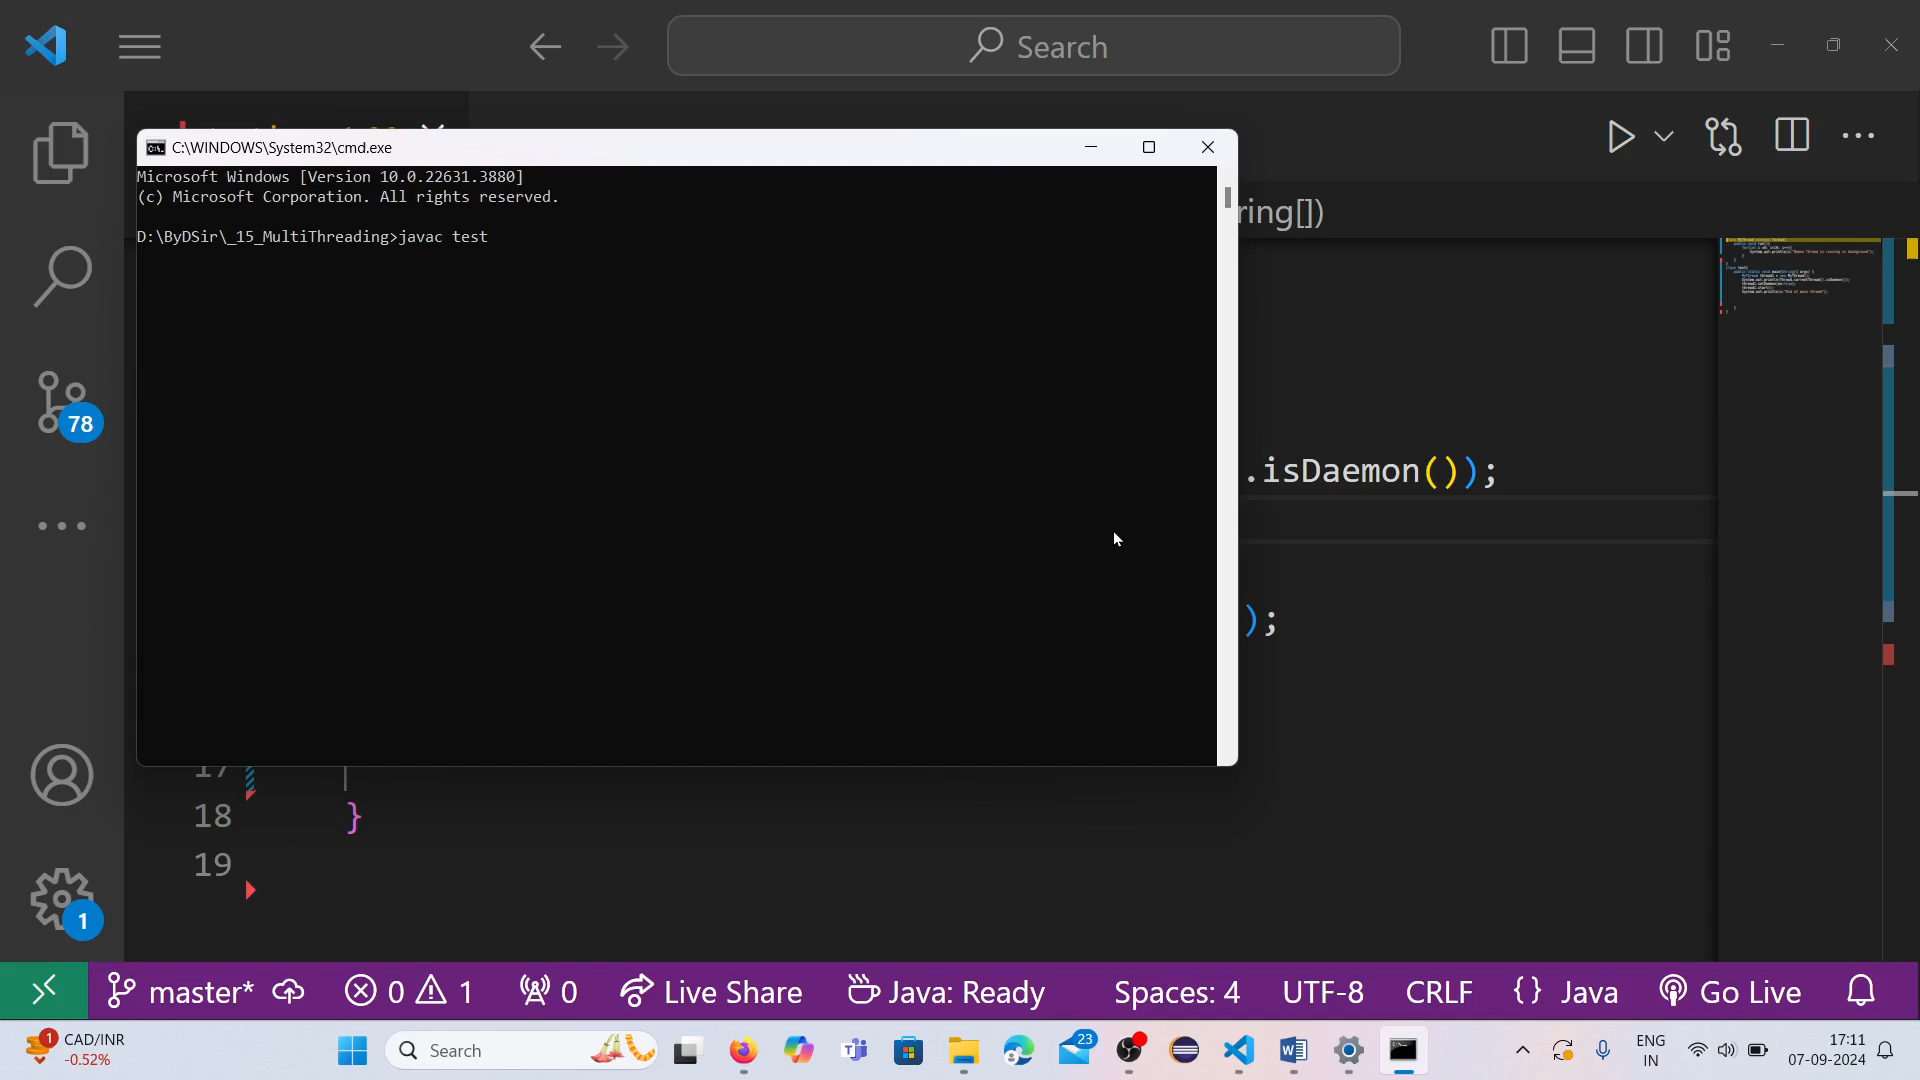 Search
C:\WINDOWS\System32\cmd.exe
Microsoft Windows [Version 10.0.22631.3880]
(c) Microsoft Corporation. All rights reserved.
D:\ByDSir\_15_MultiThreading>javac test
ring[])
.isDaemon());
);
17
18 }
19
78
1
master* 0 1 0 Live Share Java: Ready Spaces: 4 UTF-8 CRLF {} Java Go Live
1 CAD/INR
-0.52%
Search
23
ENG
IN
17:11
07-09-2024